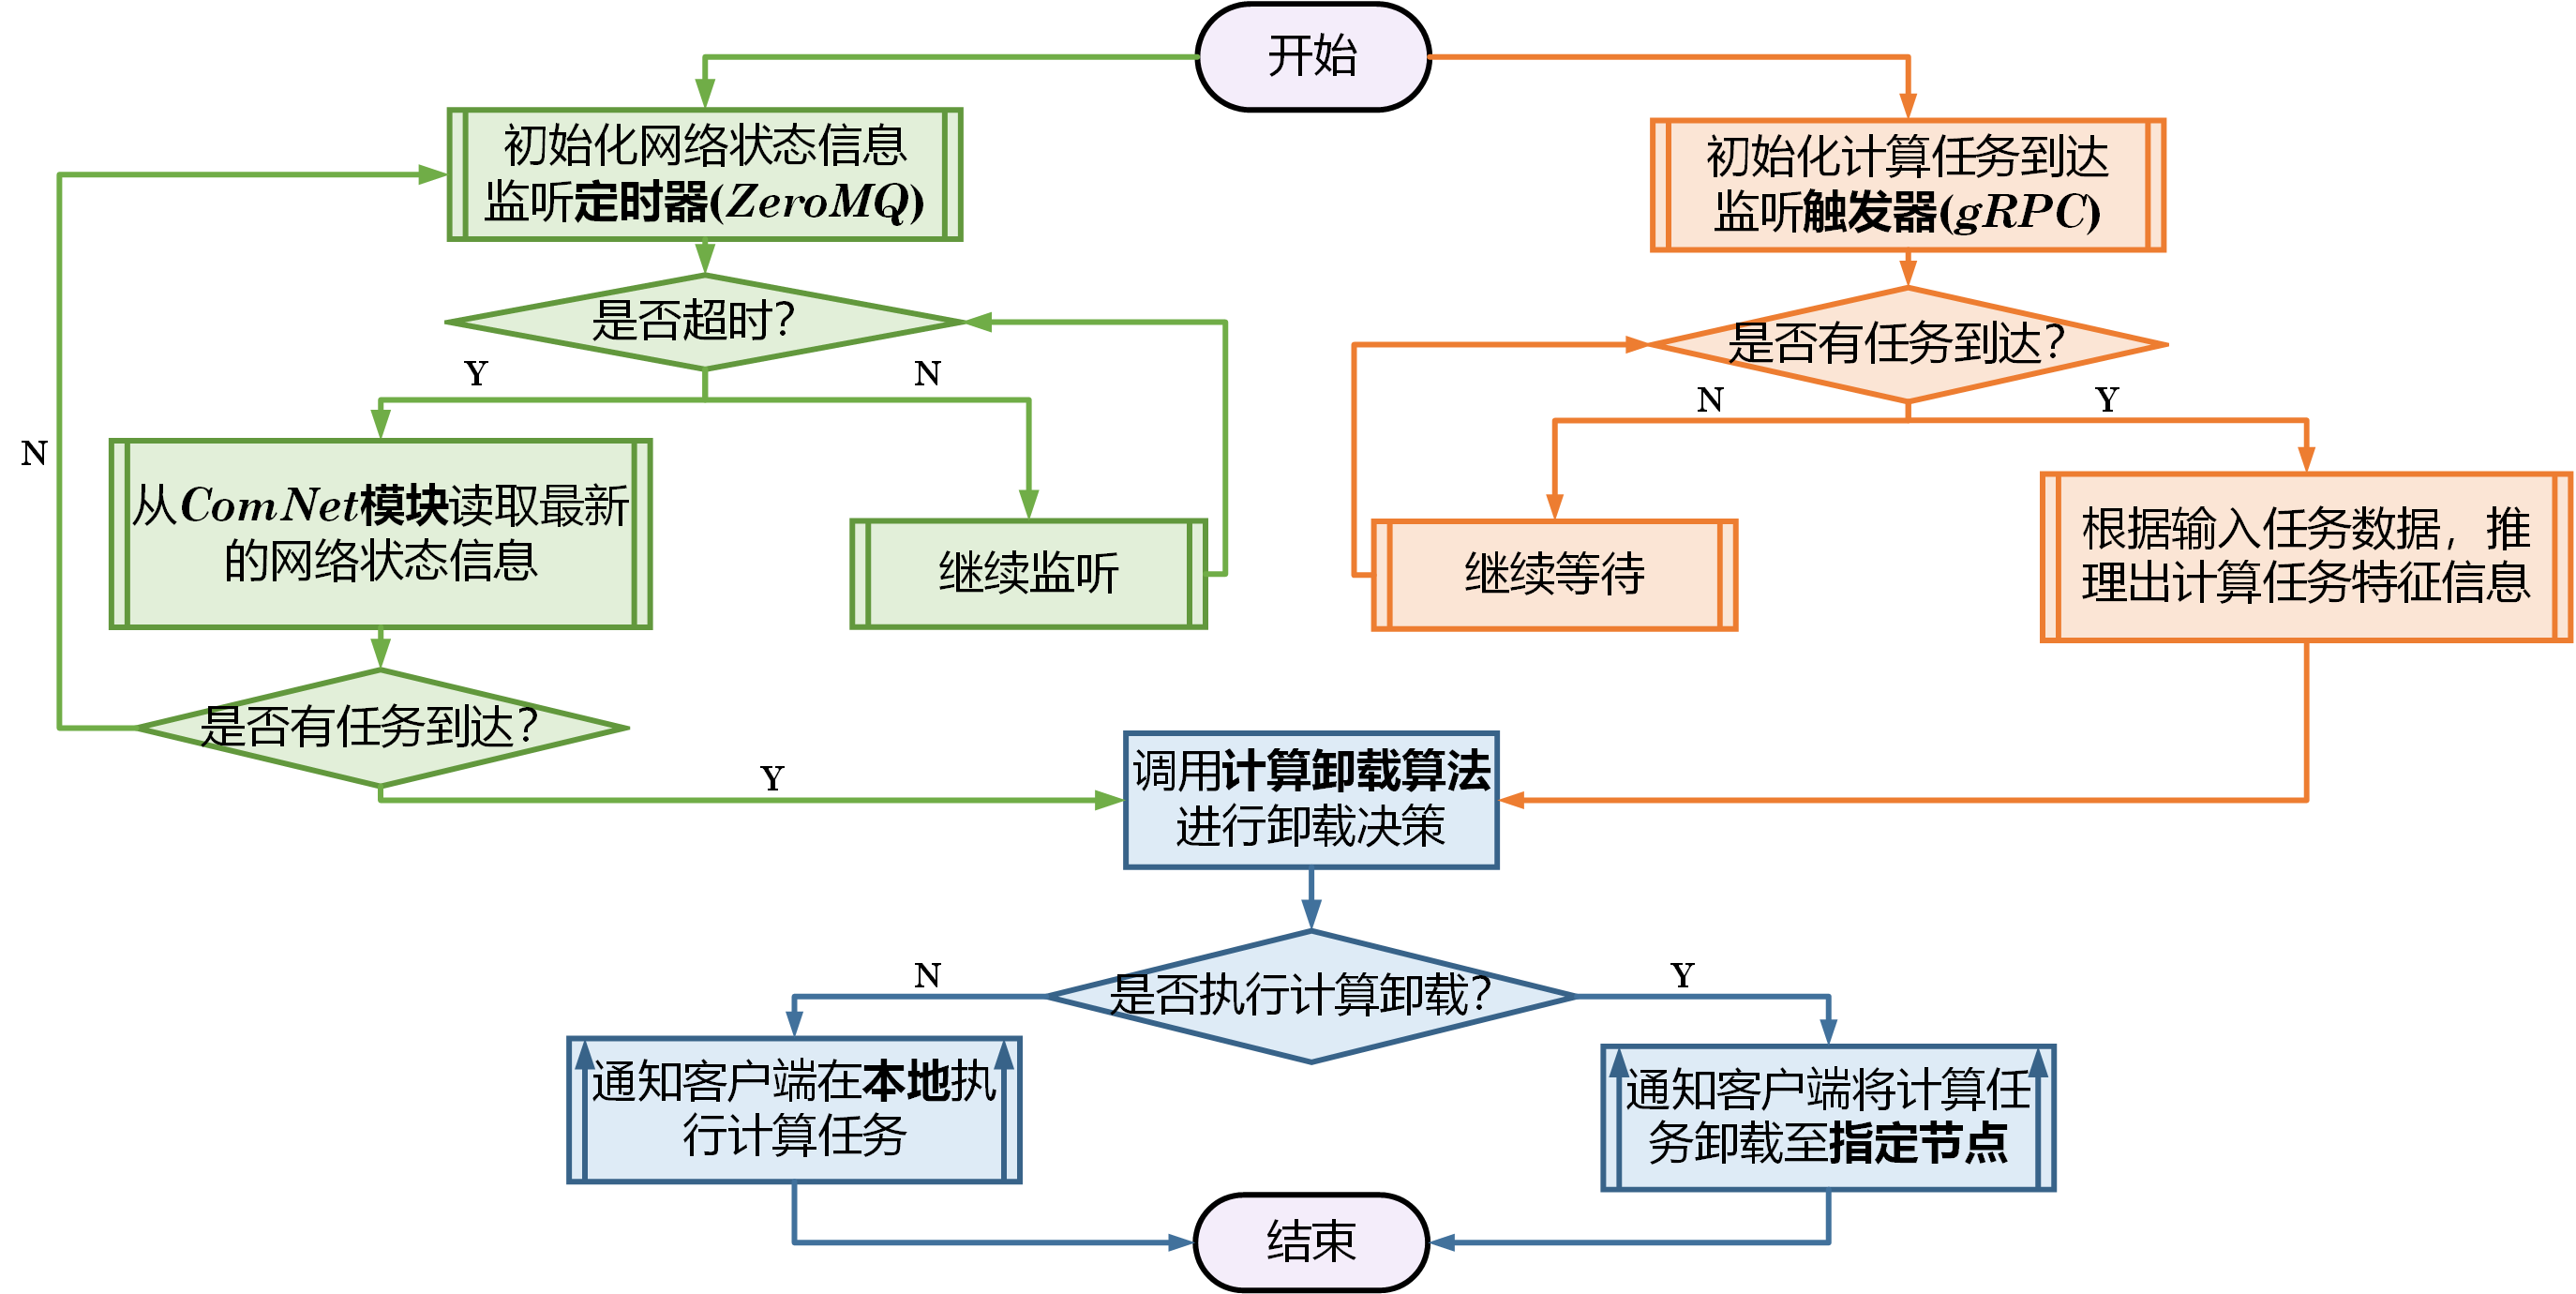 开始
初始化网络状态信息
监听定时器(ZeroMQ)
初始化计算任务到达
监听触发器(gRPC)
是否超时？
是否有任务到达？
Y
N
N
Y
N
从ComNet模块读取最新
的网络状态信息
继续监听
继续等待
根据输入任务数据，推
理出计算任务特征信息
是否有任务到达？
Y
调用计算卸载算法
进行卸载决策
是否执行计算卸载？
N
Y
通知客户端在本地执
行计算任务
通知客户端将计算任
务卸载至指定节点
结束